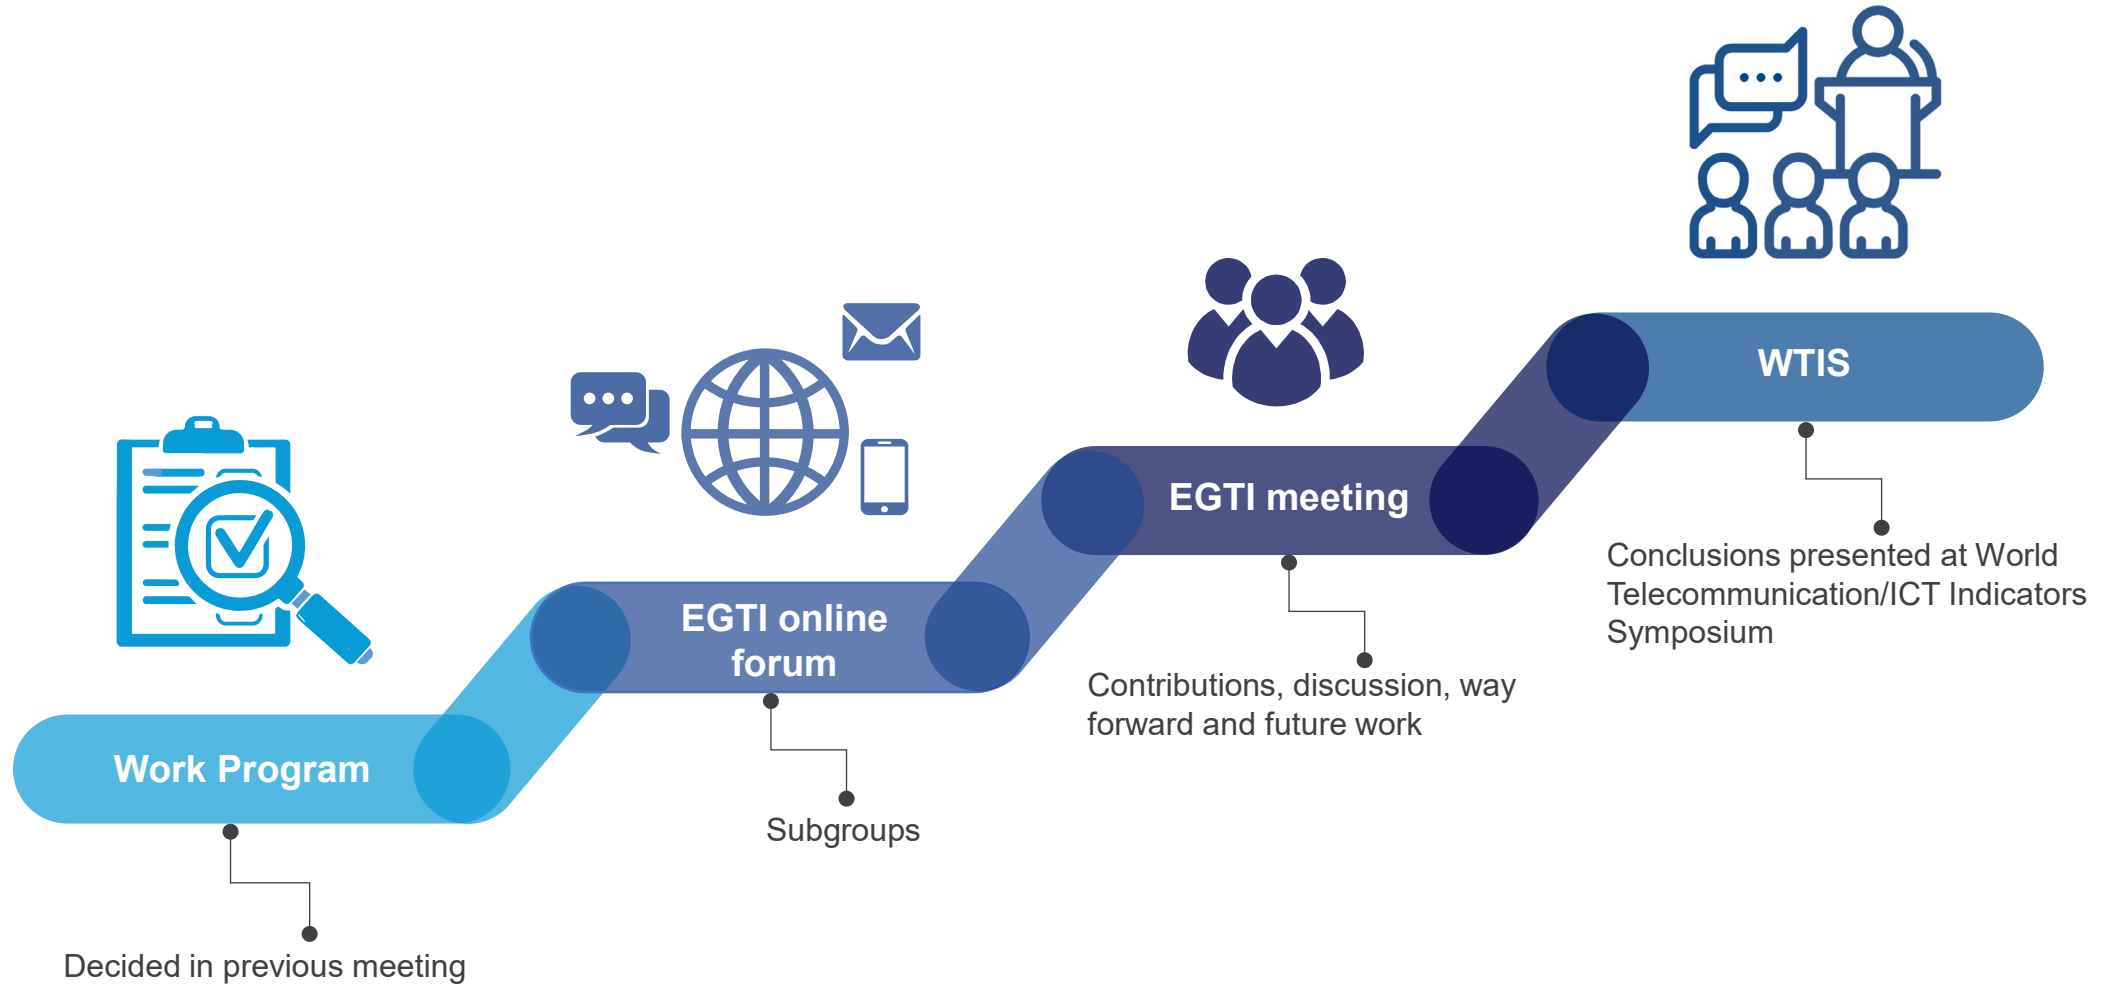 Work Program
Decided in previous meeting
EGTI online
forum
Subgroups
EGTI meeting
Contributions, discussion, way
forward and future work
WTIS
Conclusions presented at World
Telecommunication/ICT Indicators
Symposium